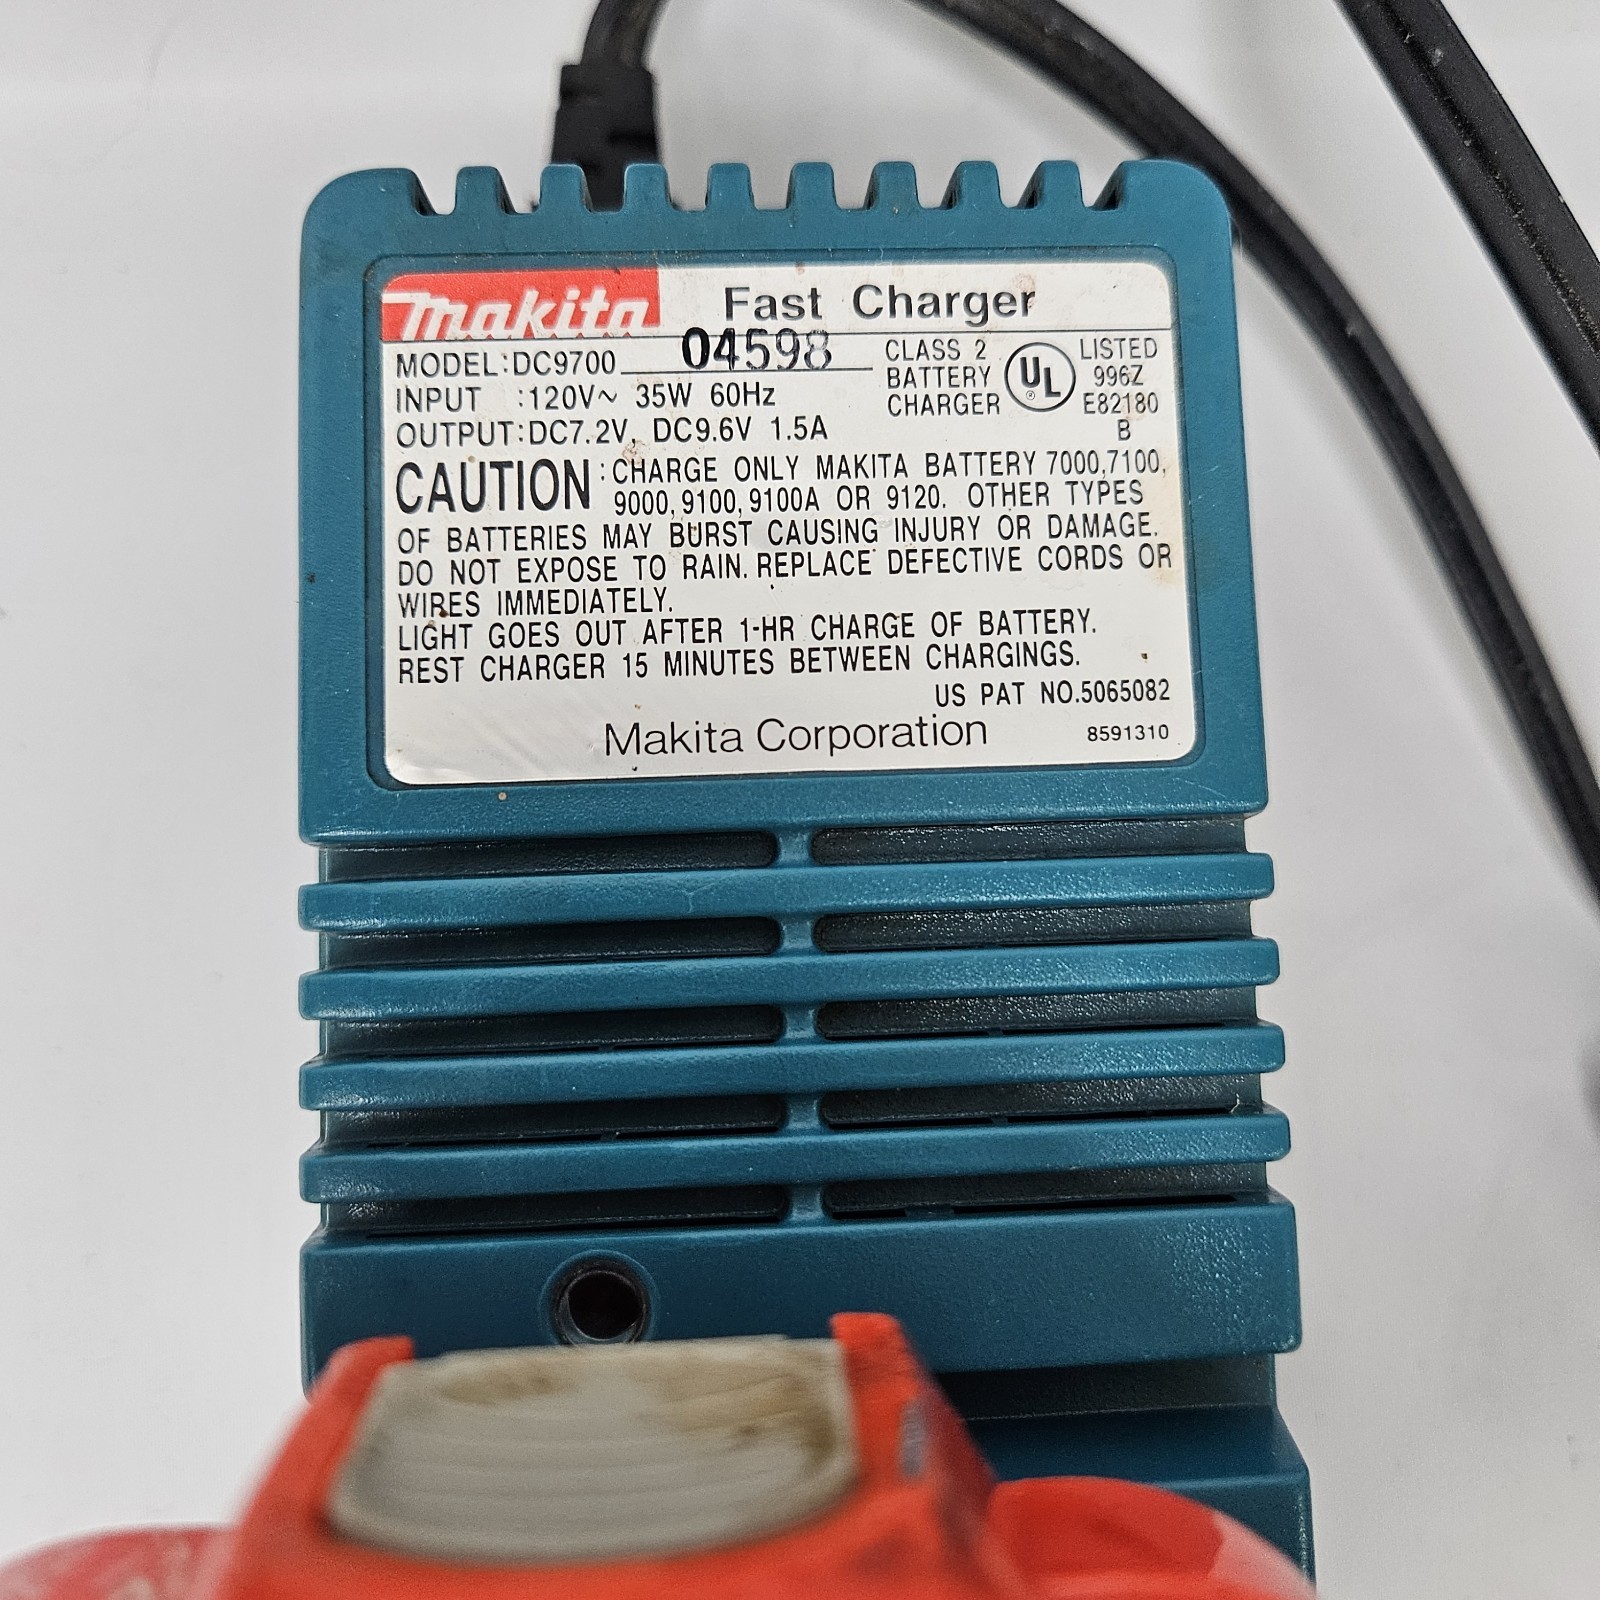 makita Fast Charger
MODEL:DC9700 04598
INPUT :120V~ 35W 60Hz
OUTPUT:DC7.2V, DC9.6V 1.5A
CLASS 2
BATTERY
CHARGER
UL
LISTED
996Z
E82180
B
CAUTION :CHARGE ONLY MAKITA BATTERY 7000,7100,
9000,9100,9100A OR 9120. OTHER TYPES
OF BATTERIES MAY BURST CAUSING INJURY OR DAMAGE.
DO NOT EXPOSE TO RAIN. REPLACE DEFECTIVE CORDS OR
WIRES IMMEDIATELY.
LIGHT GOES OUT AFTER 1-HR CHARGE OF BATTERY.
REST CHARGER 15 MINUTES BETWEEN CHARGINGS.
US PAT NO.5065082
Makita Corporation 8591310